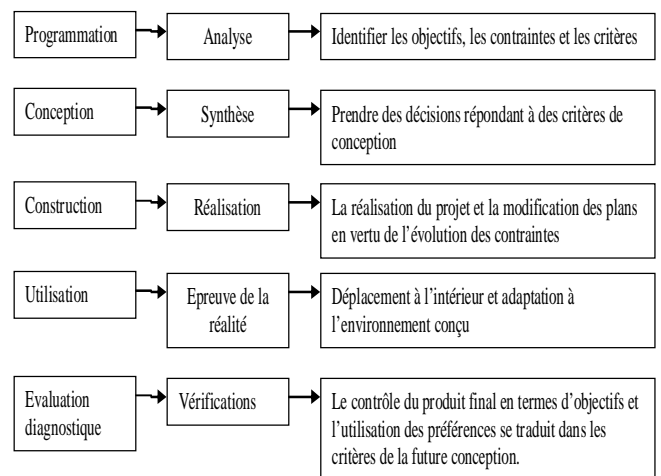 Programmation
Analyse
Identifier les objectifs, les contraintes et les critères
Conception
Synthèse
Prendre des décisions répondant à des critères de
conception
Construction
Réalisation
La réalisation du projet et la modification des plans
en vertu de l'évolution des contraintes
Utilisation
Epreuve de la
réalité
Déplacement à l'intérieur et adaptation à
l'environnement conçu
Evaluation
diagnostique
Vérifications
Le contrôle du produit final en termes d'objectifs et
l'utilisation des préférences se traduit dans les
critères de la future conception.